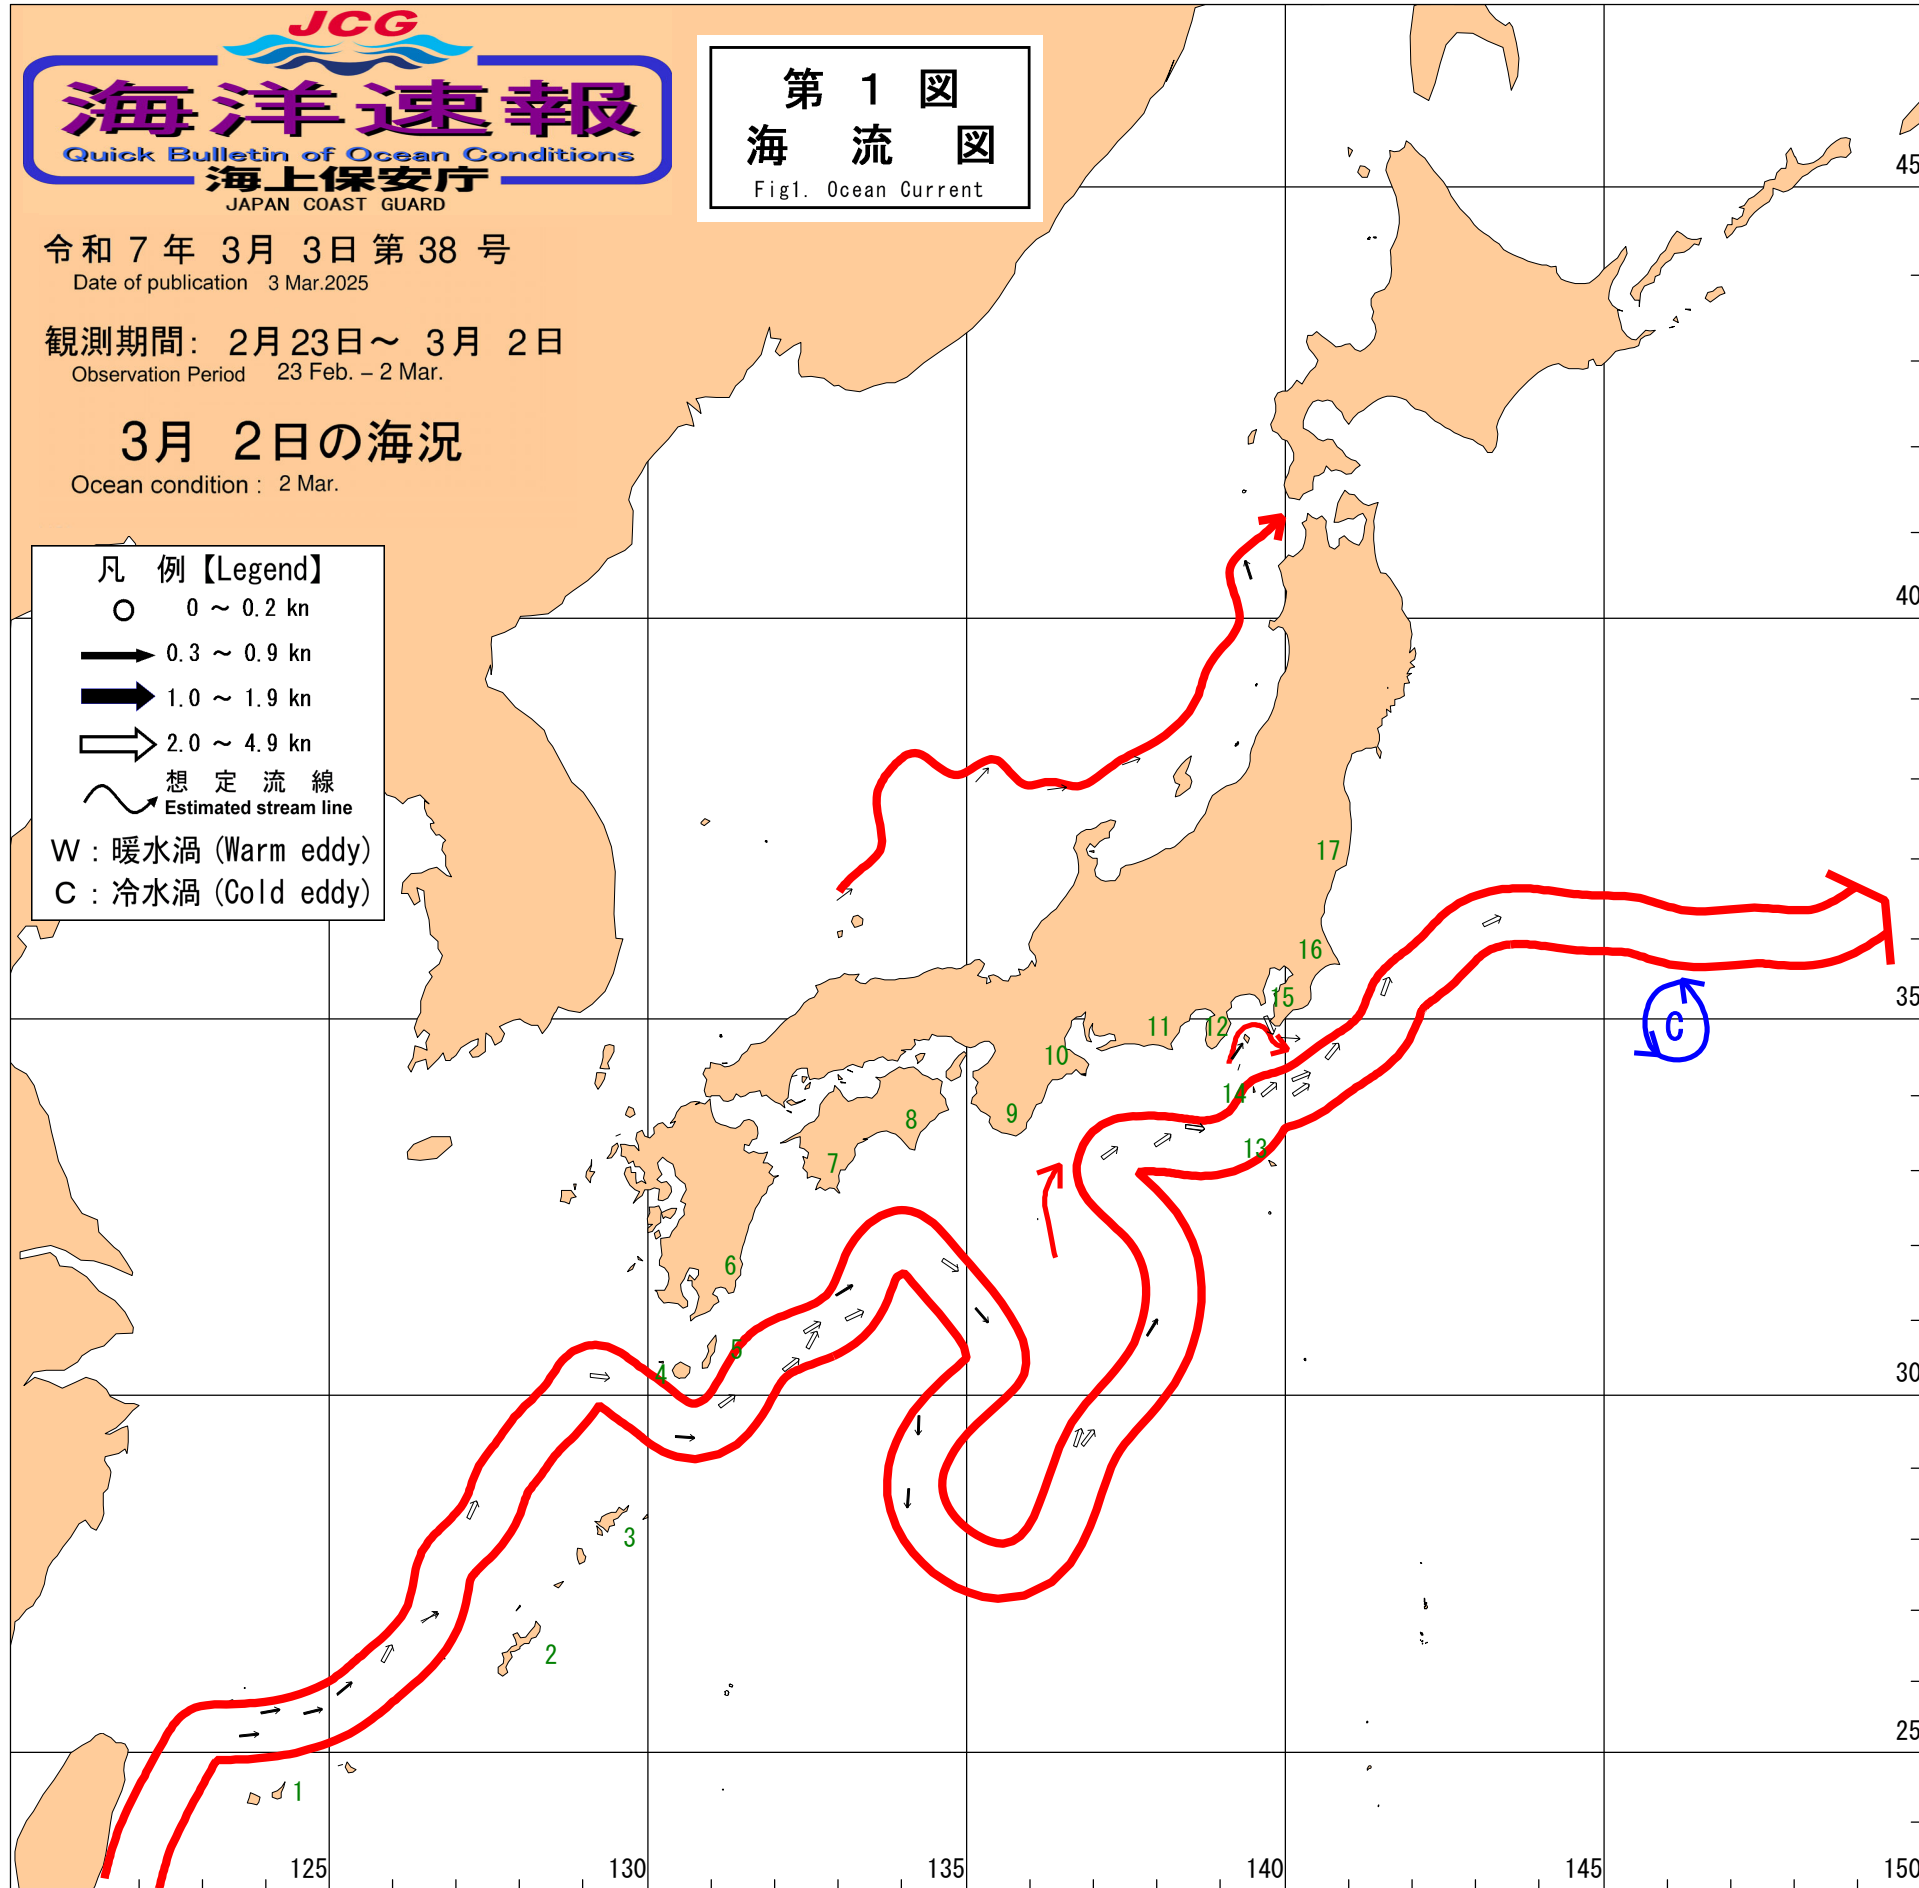 JCG
海洋速報
Quick Bulletin of Ocean Conditions
海上保安庁
JAPAN COAST GUARD
令和 7 年 3月 3日 第 38 号
Date of publication 3 Mar.2025
観測期間: 2月 23日～ 3月 2日
Observation Period 23 Feb. – 2 Mar.
3月 2日の海況
Ocean condition : 2 Mar.
第 1 図
海 流 図
Fig1. Ocean Current
凡 例【Legend】
0 ～ 0.2 kn
0.3 ～ 0.9 kn
1.0 ～ 1.9 kn
2.0 ～ 4.9 kn
想 定 流 線
Estimated stream line
W : 暖水渦 (Warm eddy)
C : 冷水渦 (Cold eddy)
45
40
17
16
35
15
12
11
C
10
14
9
8
13
7
6
5
4
30
3
2
25
1
125
130
135
140
145
150